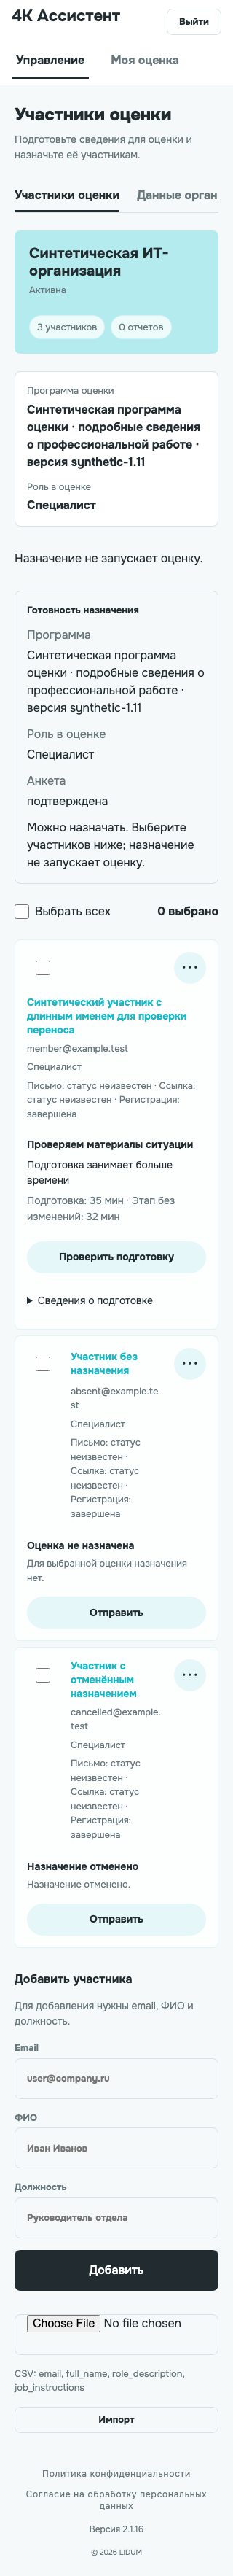 4K Ассистент
Выйти
Управление
Моя оценка
Участники оценки
Подготовьте сведения для оценки и
назначьте её участникам.
Участники оценки
Данные органи
Синтетическая ИТ-
организация
Активна
3 участников
0 отчетов
Программа оценки
Синтетическая программа
оценки · подробные сведения
о профессиональной работе ·
версия synthetic-1.11
Роль в оценке
Специалист
Назначение не запускает оценку.
Готовность назначения
Программа
Синтетическая программа
оценки · подробные сведения о
профессиональной работе ·
версия synthetic-1.11
Роль в оценке
Специалист
Анкета
подтверждена
Можно назначать. Выберите
участников ниже; назначение
не запускает оценку.
Выбрать всех
0 выбрано
Синтетический участник с
длинным именем для проверки
переноса
member@example.test
Специалист
Письмо: статус неизвестен · Ссылка:
статус неизвестен · Регистрация:
завершена
Проверяем материалы ситуации
Подготовка занимает больше
времени
Подготовка: 35 мин · Этап без
изменений: 32 мин
Проверить подготовку
Сведения о подготовке
Участник без
назначения
absent@example.te
st
Специалист
Письмо: статус
неизвестен ·
Ссылка: статус
неизвестен ·
Регистрация:
завершена
Оценка не назначена
Для выбранной оценки назначения
нет.
Отправить
Участник с
отменённым
назначением
cancelled@example.
test
Специалист
Письмо: статус
неизвестен ·
Ссылка: статус
неизвестен ·
Регистрация:
завершена
Назначение отменено
Назначение отменено.
Отправить
Добавить участника
Для добавления нужны email, ФИО и
должность.
Email
user@company.ru
ФИО
Иван Иванов
Должность
Руководитель отдела
Добавить
Choose File No file chosen
CSV: email, full_name, role_description,
job_instructions
Импорт
Политика конфиденциальности
Согласие на обработку персональных
данных
Версия 2.1.16
© 2026 LIDUM